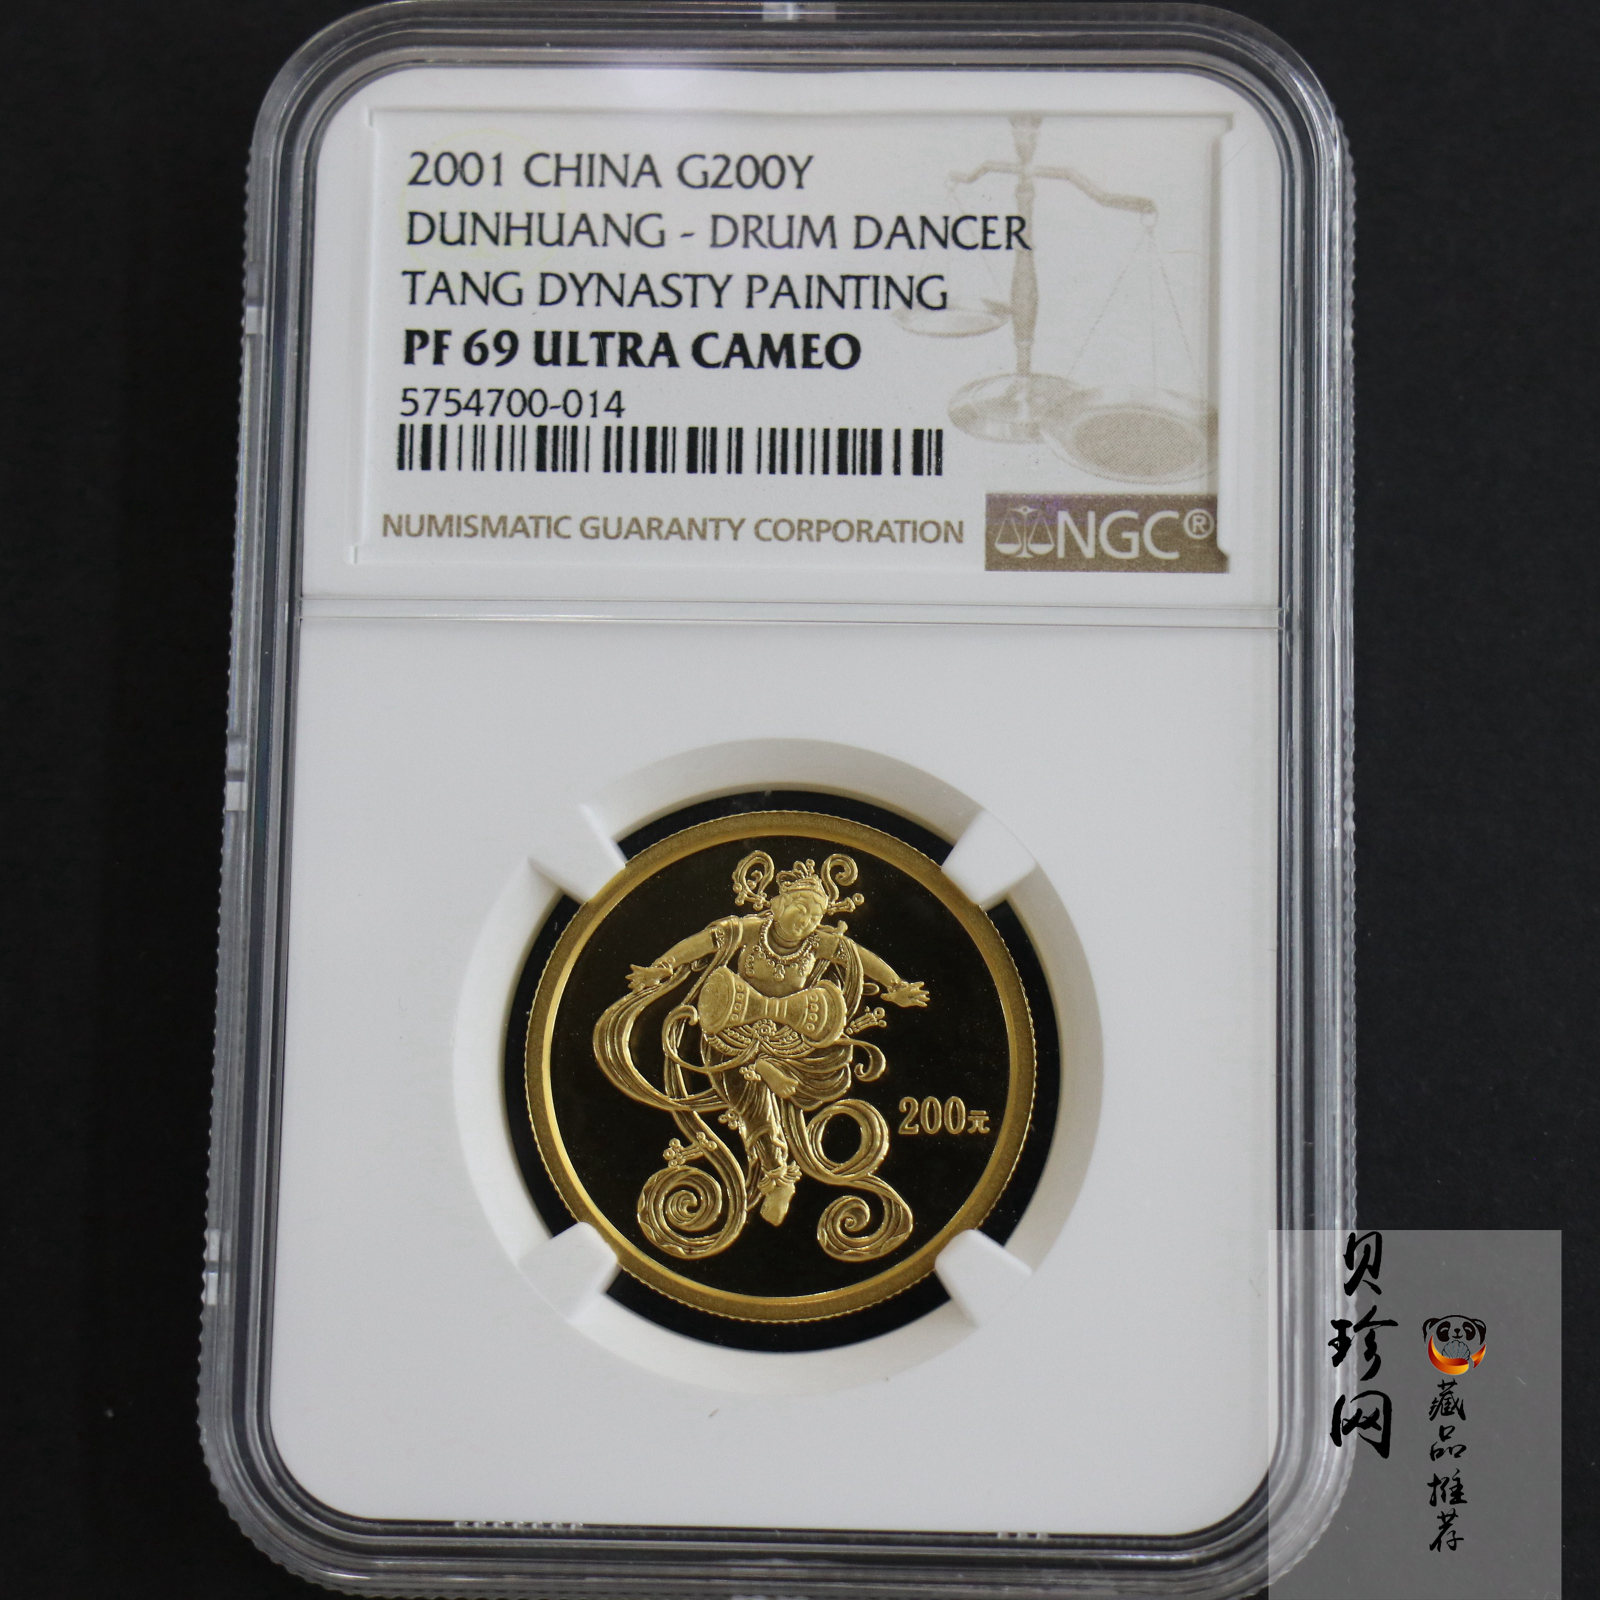 2001 CHINA G200Y
DUNHUANG - DRUM DANCER
TANG DYNASTY PAINTING
PF 69 ULTRA CAMEO
5754700-014
NUMISMATIC GUARANTY CORPORATION
NGC®
200元
贝珍网
藏品推荐